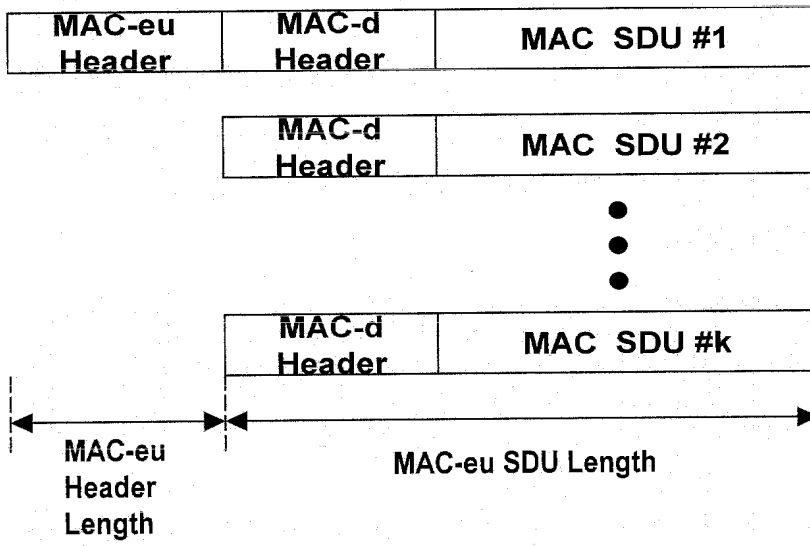 MAC-eu Header MAC-d Header MAC SDU #1
MAC-d Header MAC SDU #2
MAC-d Header MAC SDU #k
MAC-eu Header Length
MAC-eu SDU Length